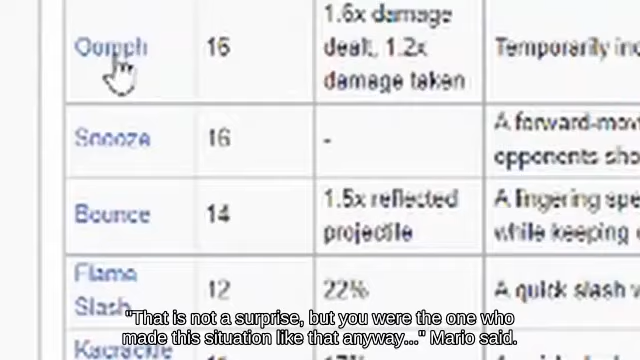 1.6x damage
Oomph 16 dealt, 1.2x Temporarily
damage taken
Snooze 16 - A forward-mov
opponents sho
Bounce 14 1.5x reflected A lingering spe
projectile while keeping
Flame 12 22% A quick slash
Slash
"That is not a surprise, but you were the one who
made this situation like that anyway..." Mario said.
Kacrackle